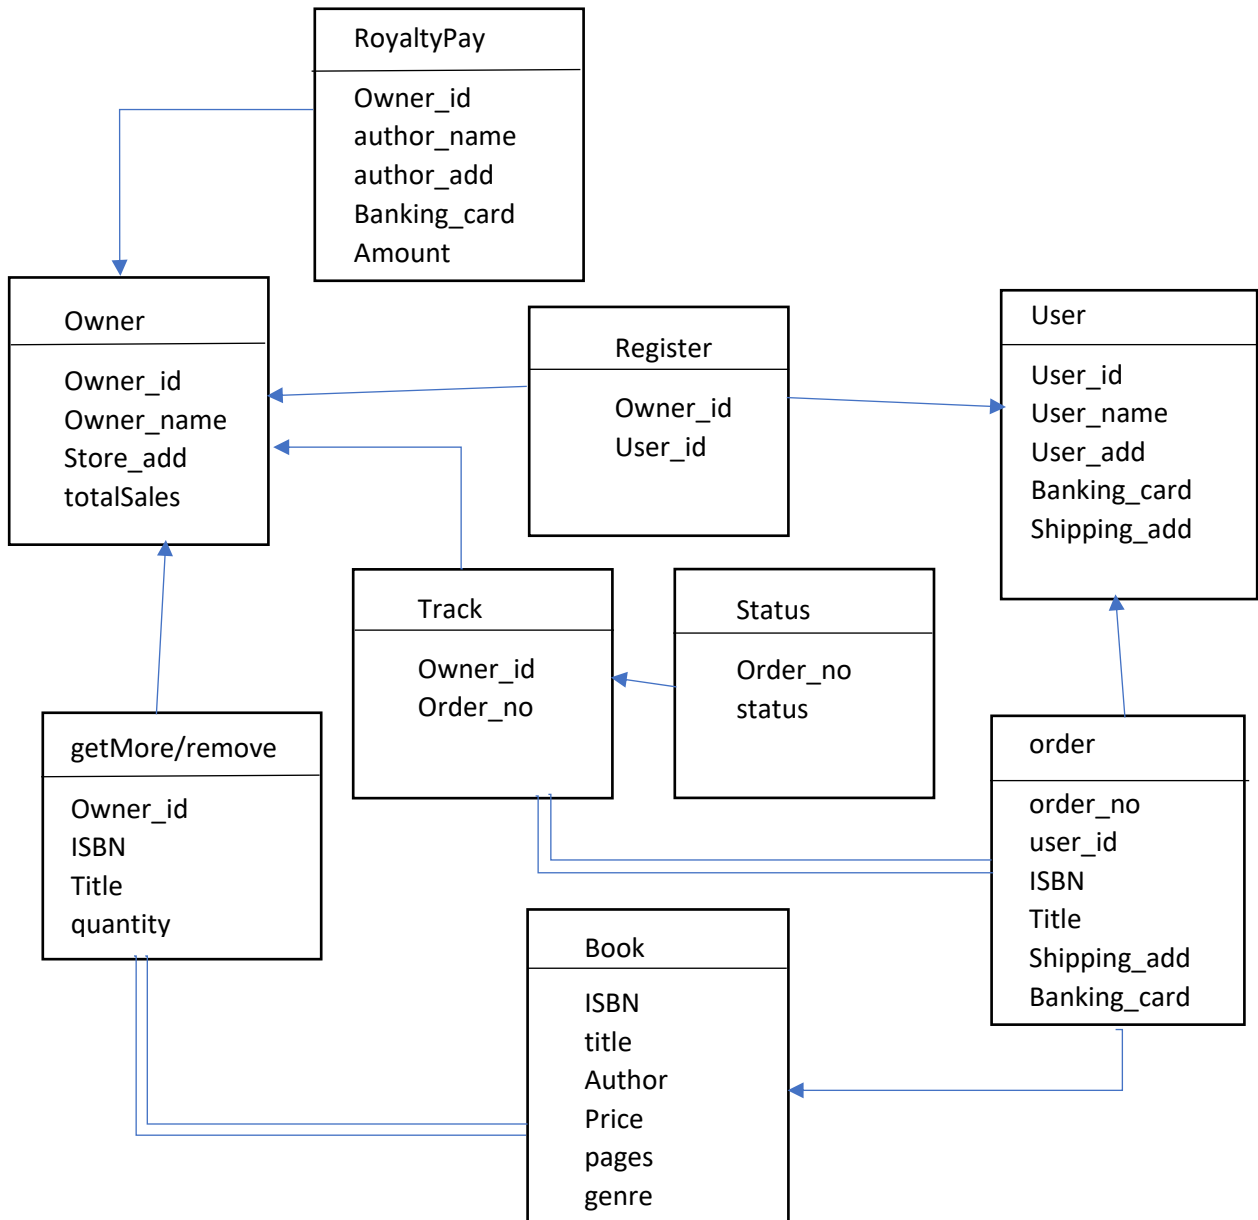 RoyaltyPay
Owner_id
author_name
author_add
Banking_card
Amount
Owner
Owner_id
Owner_name
Store_add
totalSales
Register
Owner_id
User_id
User
User_id
User_name
User_add
Banking_card
Shipping_add
Track
Owner_id
Order_no
Status
Order_no
status
getMore/remove
Owner_id
ISBN
Title
quantity
order
order_no
user_id
ISBN
Title
Shipping_add
Banking_card
Book
ISBN
title
Author
Price
pages
genre